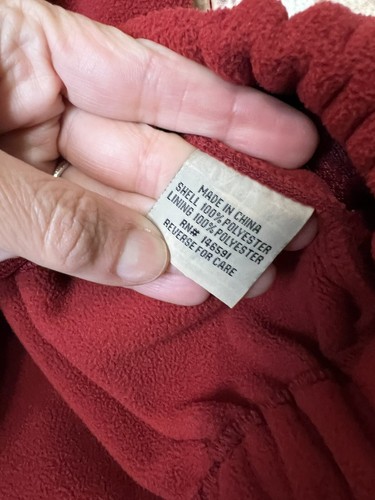 MADE IN CHINA
SHELL 100% POLYESTER
LINING 100% POLYESTER
RN# 146591
REVERSE FOR CARE